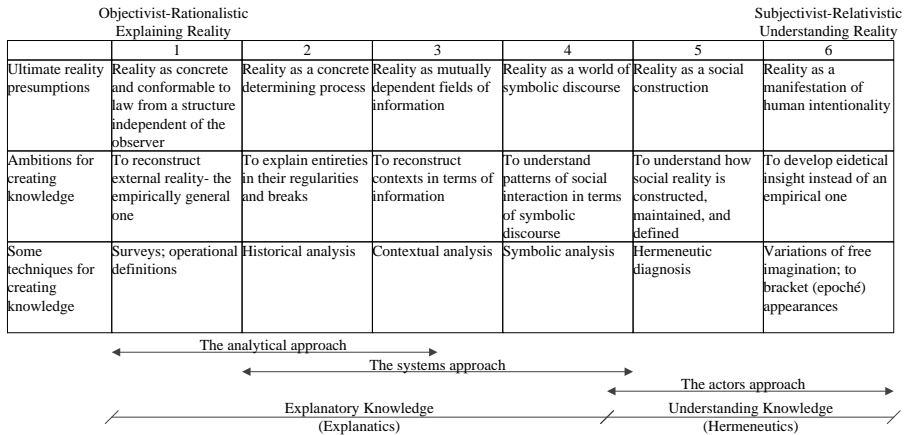 Objectivist-Rationalistic
Explaining Reality
Subjectivist-Relativistic
Understanding Reality
1
2
3
4
5
6
Ultimate reality
presumptions
Reality as concrete
and conformable to
law from a structure
independent of the
observer
Reality as a concrete
determining process
Reality as mutually
dependent fields of
information
Reality as a world of
symbolic discourse
Reality as a social
construction
Reality as a
manifestation of
human intentionality
Ambitions for
creating
knowledge
To reconstruct
external reality- the
empirically general
one
To explain entireties
in their regularities
and breaks
To reconstruct
contexts in terms of
information
To understand
patterns of social
interaction in terms
of symbolic
discourse
To understand how
social reality is
constructed,
maintained, and
defined
To develop eidetical
insight instead of an
empirical one
Some
techniques for
creating
knowledge
Surveys; operational
definitions
Historical analysis
Contextual analysis
Symbolic analysis
Hermeneutic
diagnosis
Variations of free
imagination; to
bracket (epoché)
appearances
The analytical approach
The systems approach
The actors approach
Explanatory Knowledge
(Explanatics)
Understanding Knowledge
(Hermeneutics)